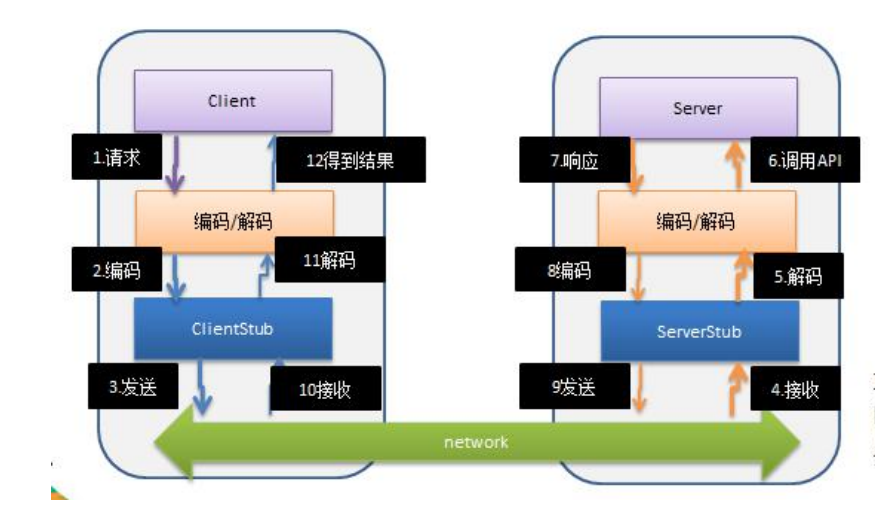 Client
Server
1.请求
12得到结果
7.响应
6.调用API
编码/解码
编码/解码
2.编码
11解码
8编码
5.解码
ClientStub
ServerStub
3.发送
10接收
9发送
4.接收
network